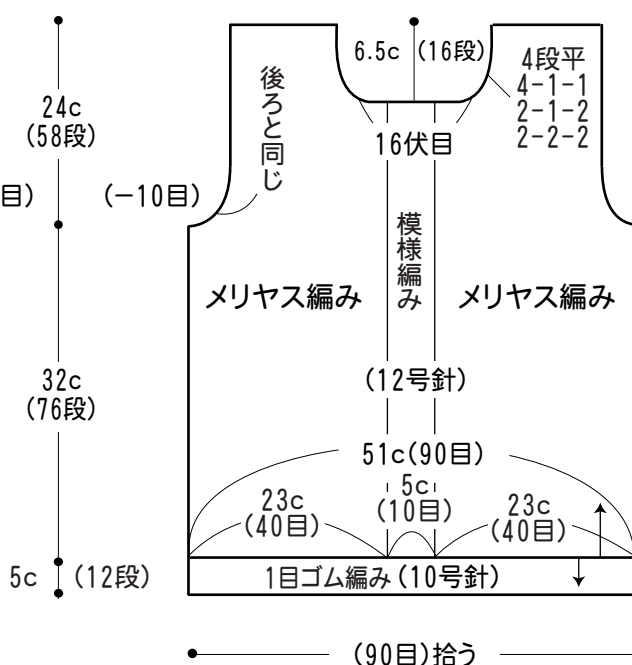 6.5c (16段)
4段平
4-1-1
2-1-2
2-2-2
後ろと同じ
24c
(58段)
16伏目
目)
(−10目)
模様編み
メリヤス編み
メリヤス編み
(12号針)
32c
(76段)
51c(90目)
23c
(40目)
5c
(10目)
23c
(40目)
5c (12段)
1目ゴム編み(10号針)
(90目)拾う